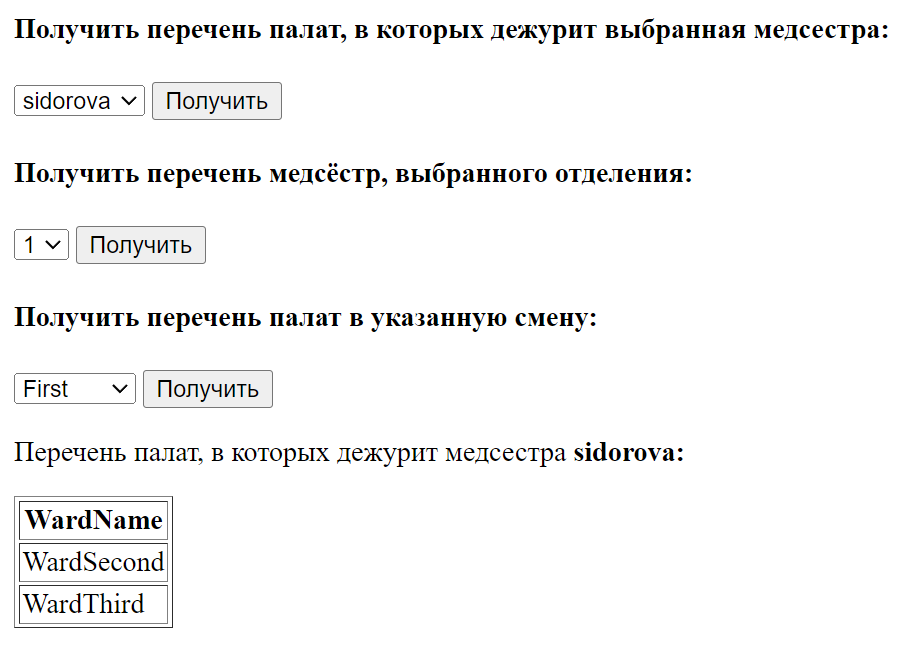 Получить перечень палат, в которых дежурит выбранная медсестра:
sidorova Получить
Получить перечень медсёстр, выбранного отделения:
1 Получить
Получить перечень палат в указанную смену:
First Получить
Перечень палат, в которых дежурит медсестра sidorova:
WardName
WardSecond
WardThird